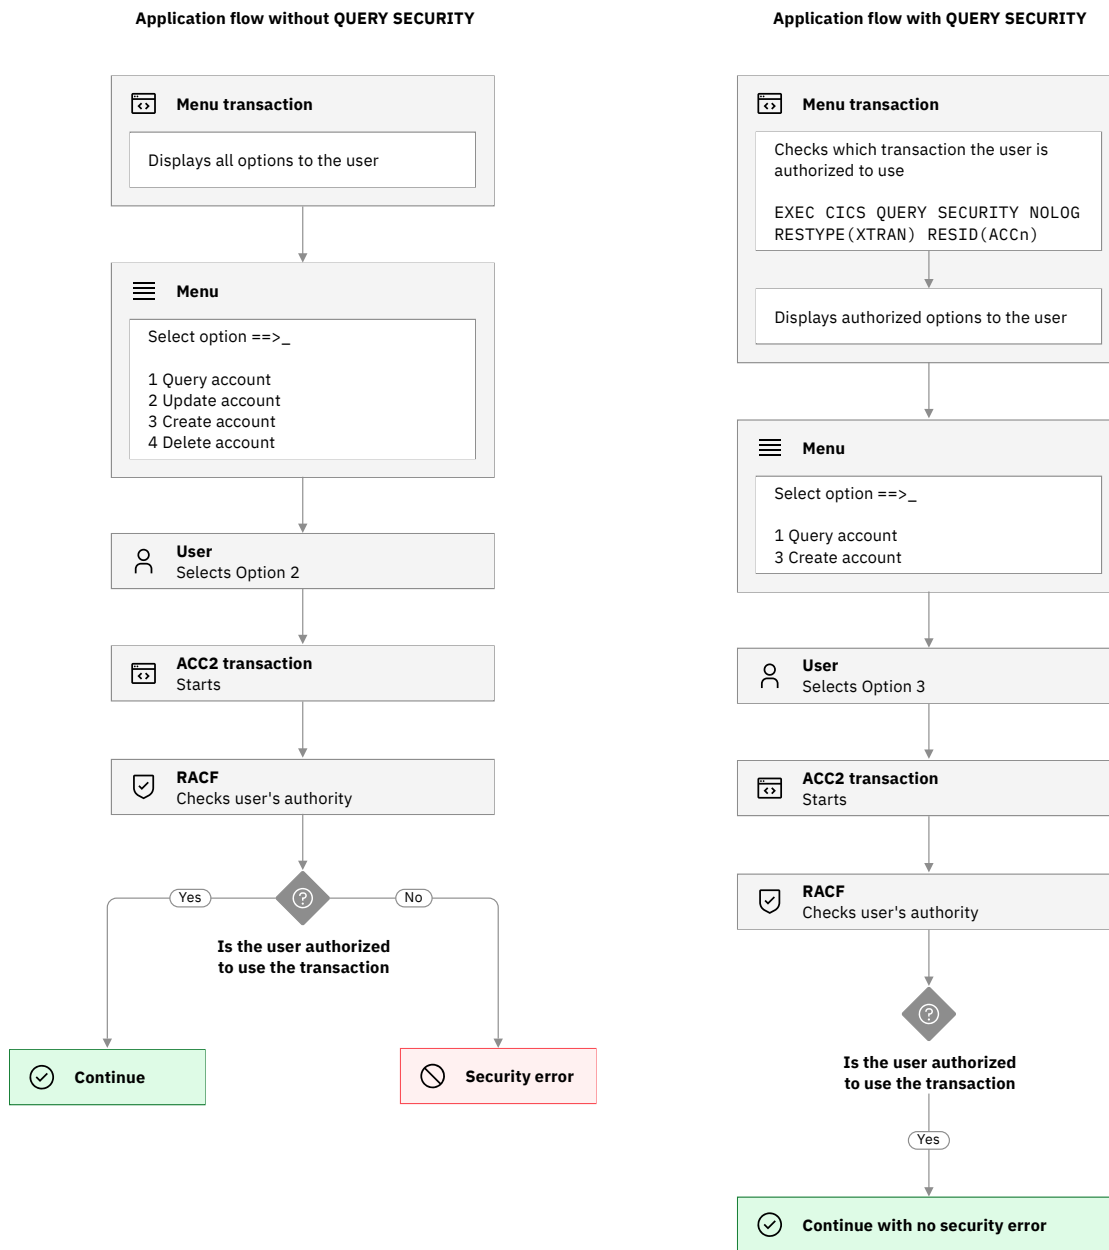 Application flow without QUERY SECURITY
Menu transaction
Displays all options to the user
Menu
Select option ==>_
1 Query account
2 Update account
3 Create account
4 Delete account
User
Selects Option 2
ACC2 transaction
Starts
RACF
Checks user's authority
Yes
No
Is the user authorized
to use the transaction
Continue
Security error
Application flow with QUERY SECURITY
Menu transaction
Checks which transaction the user is
authorized to use
EXEC CICS QUERY SECURITY NOLOG
RESTYPE(XTRAN) RESID(ACCn)
Displays authorized options to the user
Menu
Select option ==>_
1 Query account
3 Create account
User
Selects Option 3
ACC2 transaction
Starts
RACF
Checks user's authority
Is the user authorized
to use the transaction
Yes
Continue with no security error